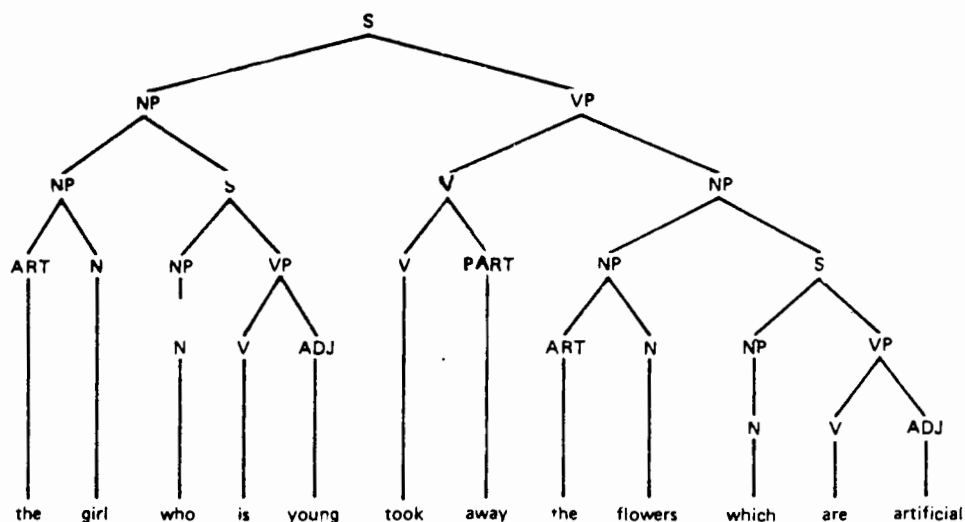 S
NP VP
NP S V NP
ART N NP VP V PART NP S
N V ADJ ART N NP VP
N V ADJ
the girl who is young took away the flowers which are artificial